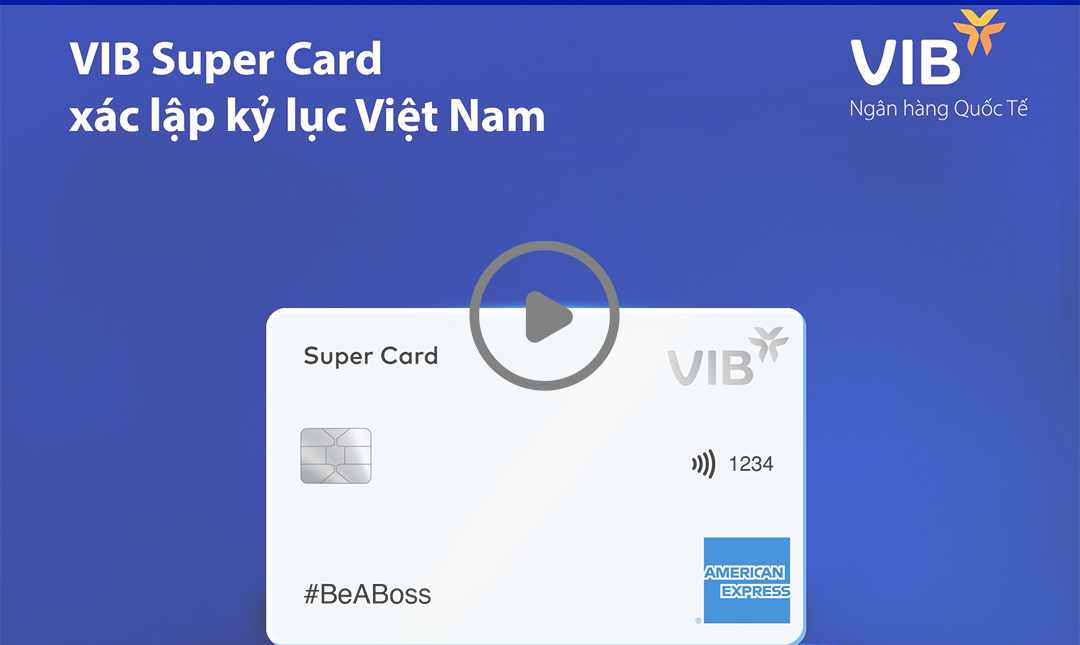 VIB Super Card
xác lập kỷ lục Việt Nam
VIB
Ngân hàng Quốc Tế
Super Card
VIB
1234
#BeABoss
AMERICAN
EXPRESS
®